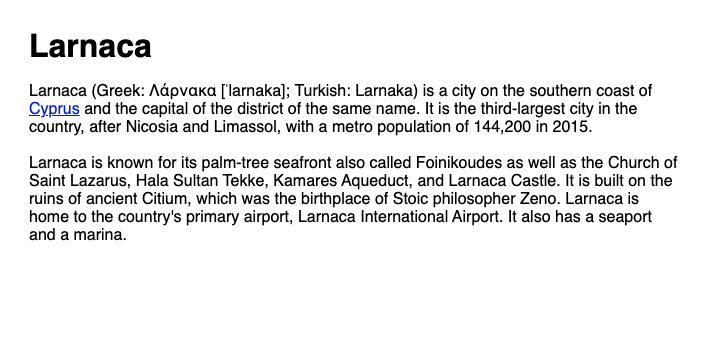 Larnaca
Larnaca (Greek: Λάρνακα [ˈlarnaka]; Turkish: Larnaka) is a city on the southern coast of
Cyprus and the capital of the district of the same name. It is the third-largest city in the
country, after Nicosia and Limassol, with a metro population of 144,200 in 2015.
Larnaca is known for its palm-tree seafront also called Foinikoudes as well as the Church of
Saint Lazarus, Hala Sultan Tekke, Kamares Aqueduct, and Larnaca Castle. It is built on the
ruins of ancient Citium, which was the birthplace of Stoic philosopher Zeno. Larnaca is
home to the country's primary airport, Larnaca International Airport. It also has a seaport
and a marina.